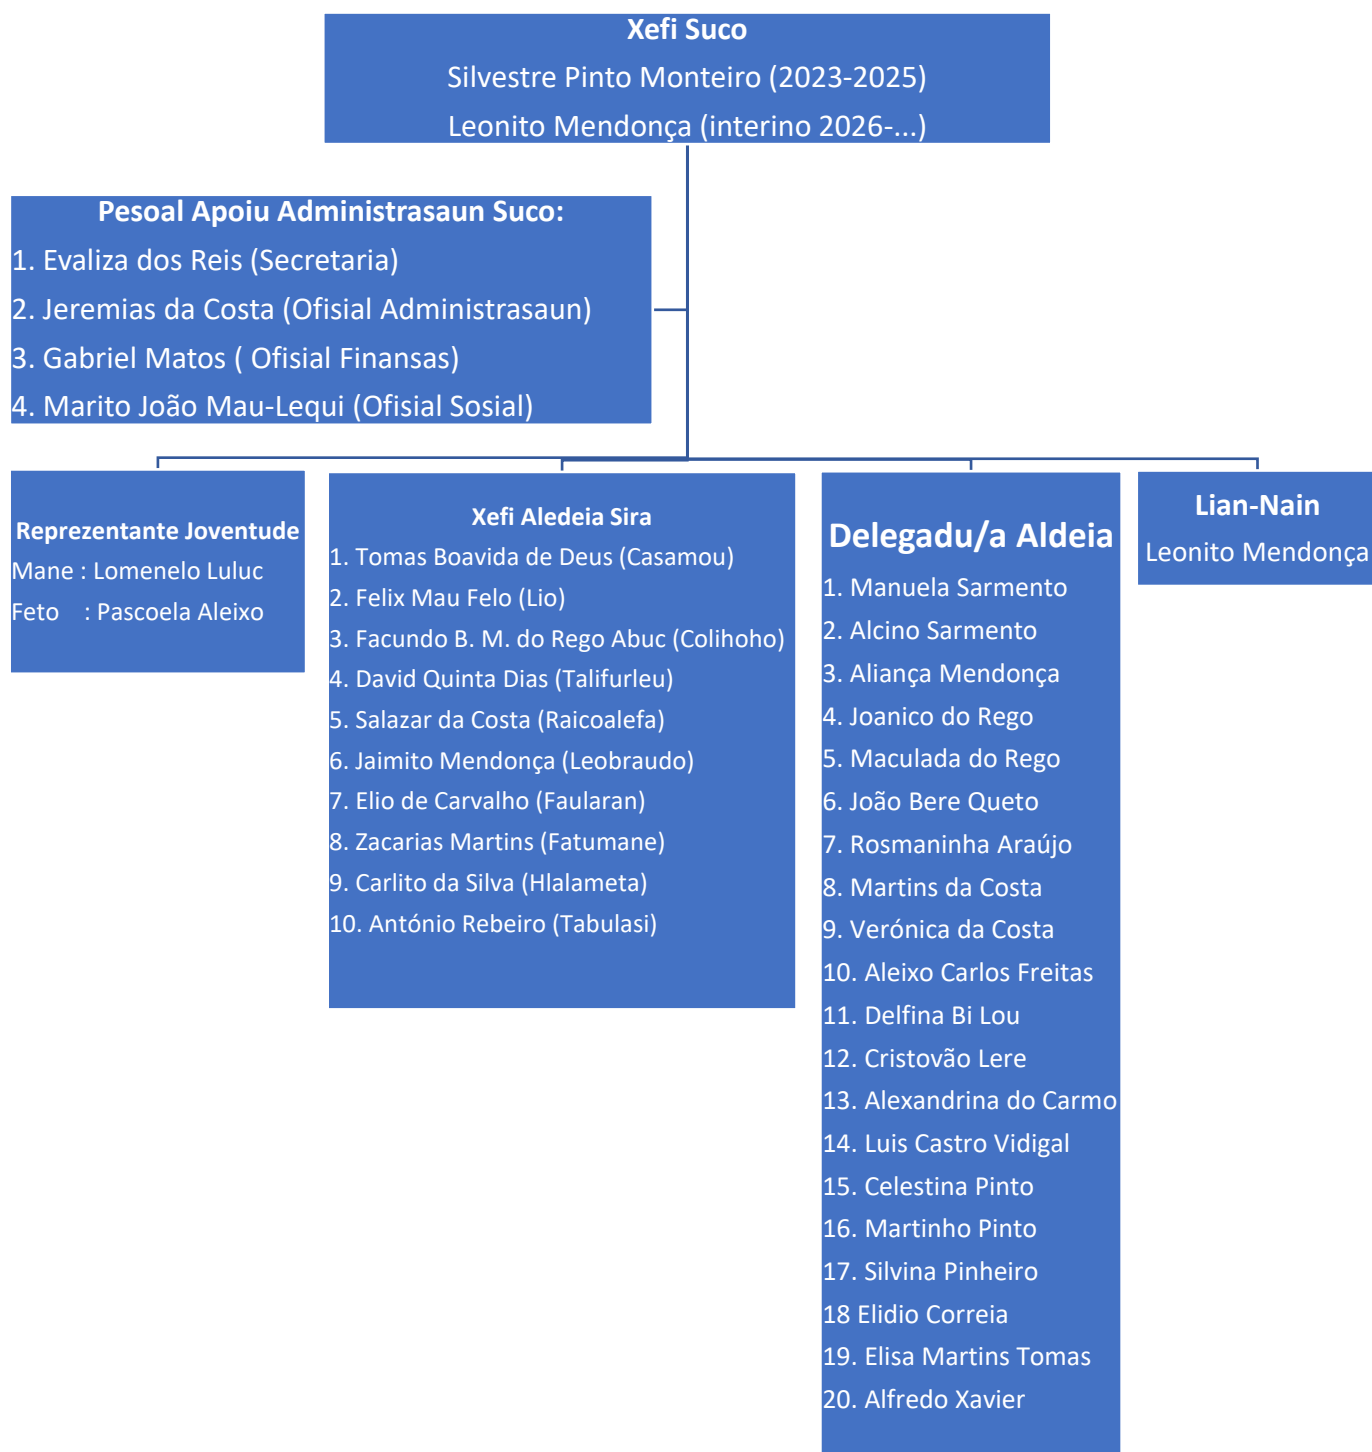 Xefi Suco
Silvestre Pinto Monteiro (2023-2025)
Leonito Mendonça (interino 2026-...)
Pesoal Apoiu Administrasaun Suco:
1. Evaliza dos Reis (Secretaria)
2. Jeremias da Costa (Ofisial Administrasaun)
3. Gabriel Matos ( Ofisial Finansas)
4. Marito João Mau-Lequi (Ofisial Sosial)
Reprezentante Joventude
Mane : Lomenelo Luluc
Feto    : Pascoela Aleixo
Xefi Aledeia Sira
1. Tomas Boavida de Deus (Casamou)
2. Felix Mau Felo (Lio)
3. Facundo B. M. do Rego Abuc (Colihoho)
4. David Quinta Dias (Talifurleu)
5. Salazar da Costa (Raicoalefa)
6. Jaimito Mendonça (Leobraudo)
7. Elio de Carvalho (Faularan)
8. Zacarias Martins (Fatumane)
9. Carlito da Silva (Hlalameta)
10. António Rebeiro (Tabulasi)
Delegadu/a Aldeia
1. Manuela Sarmento
2. Alcino Sarmento
3. Aliança Mendonça
4. Joanico do Rego
5. Maculada do Rego
6. João Bere Queto
7. Rosmaninha Araújo
8. Martins da Costa
9. Verónica da Costa
10. Aleixo Carlos Freitas
11. Delfina Bi Lou
12. Cristovão Lere
13. Alexandrina do Carmo
14. Luis Castro Vidigal
15. Celestina Pinto
16. Martinho Pinto
17. Silvina Pinheiro
18 Elidio Correia
19. Elisa Martins Tomas
20. Alfredo Xavier
Lian-Nain
Leonito Mendonça